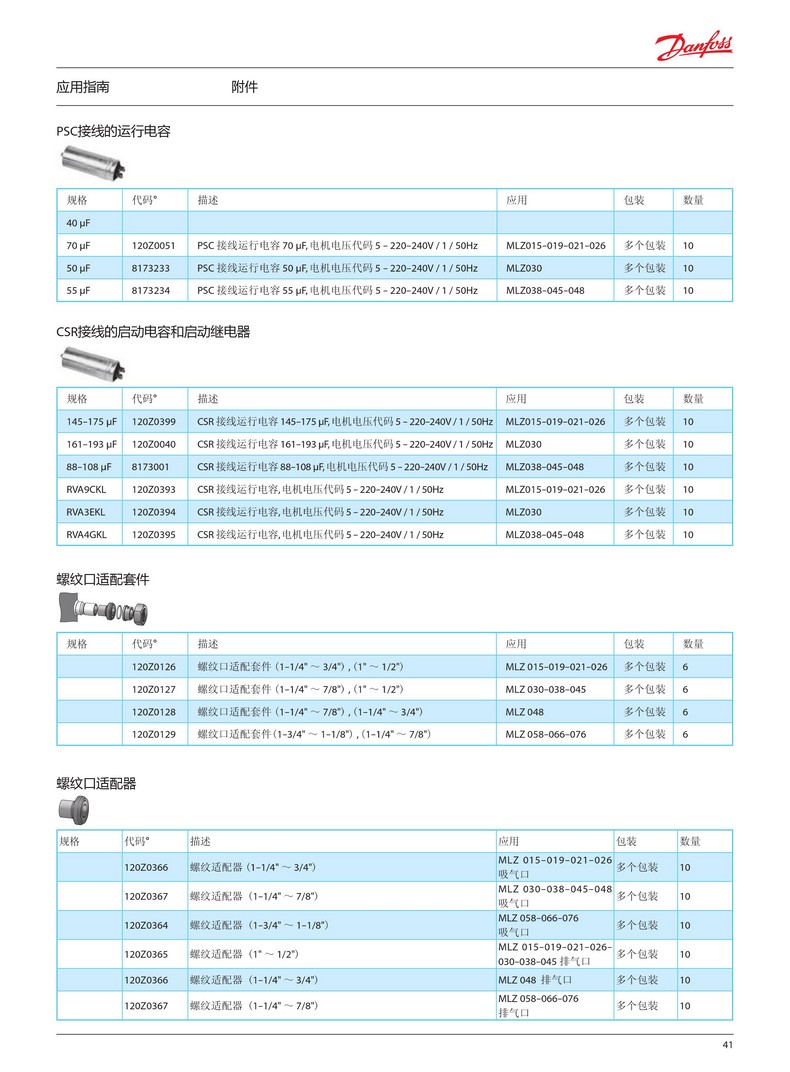 Danfoss
应用指南 附件
PSC接线的运行电容
规格 代码° 描述 应用 包装 数量
40 µF
70 µF 120Z0051 PSC 接线运行电容 70 µF, 电机电压代码 5 – 220–240V / 1 / 50Hz MLZ015–019–021–026 多个包装 10
50 µF 8173233 PSC 接线运行电容 50 µF, 电机电压代码 5 – 220–240V / 1 / 50Hz MLZ030 多个包装 10
55 µF 8173234 PSC 接线运行电容 55 µF, 电机电压代码 5 – 220–240V / 1 / 50Hz MLZ038–045–048 多个包装 10
CSR接线的启动电容和启动继电器
规格 代码° 描述 应用 包装 数量
145–175 µF 120Z0399 CSR 接线运行电容 145–175 µF, 电机电压代码 5 – 220–240V / 1 / 50Hz MLZ015–019–021–026 多个包装 10
161–193 µF 120Z0040 CSR 接线运行电容 161–193 µF, 电机电压代码 5 – 220–240V / 1 / 50Hz MLZ030 多个包装 10
88–108 µF 8173001 CSR 接线运行电容 88–108 µF, 电机电压代码 5 – 220–240V / 1 / 50Hz MLZ038–045–048 多个包装 10
RVA9CKL 120Z0393 CSR 接线运行电容, 电机电压代码 5 – 220–240V / 1 / 50Hz MLZ015–019–021–026 多个包装 10
RVA3EKL 120Z0394 CSR 接线运行电容, 电机电压代码 5 – 220–240V / 1 / 50Hz MLZ030 多个包装 10
RVA4GKL 120Z0395 CSR 接线运行电容, 电机电压代码 5 – 220–240V / 1 / 50Hz MLZ038–045–048 多个包装 10
螺纹口适配套件
规格 代码° 描述 应用 包装 数量
120Z0126 螺纹口适配套件 (1–1/4" ～ 3/4") , (1" ～ 1/2") MLZ 015–019–021–026 多个包装 6
120Z0127 螺纹口适配套件 (1–1/4" ～ 7/8") , (1" ～ 1/2") MLZ 030–038–045 多个包装 6
120Z0128 螺纹口适配套件 (1–1/4" ～ 7/8") , (1–1/4" ～ 3/4") MLZ 048 多个包装 6
120Z0129 螺纹口适配套件 (1–3/4" ～ 1–1/8") , (1–1/4" ～ 7/8") MLZ 058–066–076 多个包装 6
螺纹口适配器
规格 代码° 描述 应用 包装 数量
120Z0366 螺纹适配器 (1–1/4" ～ 3/4") MLZ 015–019–021–026 多个包装 10
吸气口
120Z0367 螺纹适配器 (1–1/4" ～ 7/8") MLZ 030–038–045–048 多个包装 10
吸气口
120Z0364 螺纹适配器 (1–3/4" ～ 1–1/8") MLZ 058–066–076 多个包装 10
吸气口
120Z0365 螺纹适配器 (1" ～ 1/2") MLZ 015–019–021–026– 多个包装 10
030–038–045 排气口
120Z0366 螺纹适配器 (1–1/4" ～ 3/4") MLZ 048 排气口 多个包装 10
120Z0367 螺纹适配器 (1–1/4" ～ 7/8") MLZ 058–066–076 多个包装 10
排气口
41